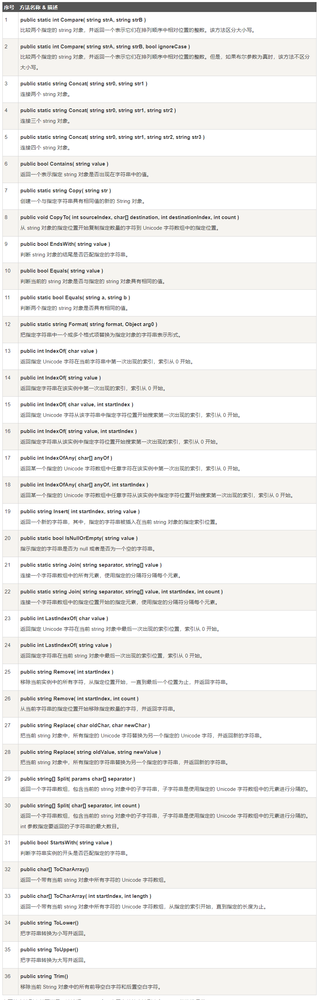 序号 方法名称 & 描述
1 public static int Compare( string strA, string strB )
比较两个指定的 string 对象，并返回一个表示它们在排列顺序中相对位置的整数。该方法区分大小写。
2 public static int Compare( string strA, string strB, bool ignoreCase )
比较两个指定的 string 对象，并返回一个表示它们在排列顺序中相对位置的整数。但是，如果布尔参数为真时，该方法不区分
大小写。
3 public static string Concat( string str0, string str1 )
连接两个 string 对象。
4 public static string Concat( string str0, string str1, string str2 )
连接三个 string 对象。
5 public static string Concat( string str0, string str1, string str2, string str3 )
连接四个 string 对象。
6 public bool Contains( string value )
返回一个表示指定 string 对象是否出现在字符串中的值。
7 public static string Copy( string str )
创建一个与指定字符串具有相同值的新的 String 对象。
8 public void CopyTo( int sourceIndex, char[] destination, int destinationIndex, int count )
从 string 对象的指定位置开始复制指定数量的字符到 Unicode 字符数组中的指定位置。
9 public bool EndsWith( string value )
判断 string 对象的结尾是否匹配指定的字符串。
10 public bool Equals( string value )
判断当前的 string 对象是否与指定的 string 对象具有相同的值。
11 public static bool Equals( string a, string b )
判断两个指定的 string 对象是否具有相同的值。
12 public static string Format( string format, Object arg0 )
把指定字符串中一个或多个格式项替换为指定对象的字符串表示形式。
13 public int IndexOf( char value )
返回指定 Unicode 字符在当前字符串中第一次出现的索引，索引从 0 开始。
14 public int IndexOf( string value )
返回指定字符串在该实例中第一次出现的索引，索引从 0 开始。
15 public int IndexOf( char value, int startIndex )
返回指定 Unicode 字符从该字符串中指定字符位置开始搜索第一次出现的索引，索引从 0 开始。
16 public int IndexOf( string value, int startIndex )
返回指定字符串从该实例中指定字符位置开始搜索第一次出现的索引，索引从 0 开始。
17 public int IndexOfAny( char[] anyOf )
返回某一个指定的 Unicode 字符数组中任意字符在该实例中第一次出现的索引，索引从 0 开始。
18 public int IndexOfAny( char[] anyOf, int startIndex )
返回某一个指定的 Unicode 字符数组中任意字符从该实例中指定字符位置开始搜索第一次出现的索引，索引从 0 开始。
19 public string Insert( int startIndex, string value )
返回一个新的字符串，其中，指定的字符串被插入在当前 string 对象的指定索引位置。
20 public static bool IsNullOrEmpty( string value )
指示指定的字符串是否为 null 或者是否为一个空的字符串。
21 public static string Join( string separator, string[] value )
连接一个字符串数组中的所有元素，使用指定的分隔符分隔每个元素。
22 public static string Join( string separator, string[] value, int startIndex, int count )
连接一个字符串数组中的指定位置开始的指定元素，使用指定的分隔符分隔每个元素。
23 public int LastIndexOf( char value )
返回指定 Unicode 字符在当前 string 对象中最后一次出现的索引位置，索引从 0 开始。
24 public int LastIndexOf( string value )
返回指定字符串在当前 string 对象中最后一次出现的索引位置，索引从 0 开始。
25 public string Remove( int startIndex )
移除当前实例中的所有字符，从指定位置开始，一直到最后一个位置为止，并返回字符串。
26 public string Remove( int startIndex, int count )
从当前字符串的指定位置开始移除指定数量的字符，并返回字符串。
27 public string Replace( char oldChar, char newChar )
把当前 string 对象中，所有指定的 Unicode 字符替换为另一个指定的 Unicode 字符，并返回新的字符串。
28 public string Replace( string oldValue, string newValue )
把当前 string 对象中，所有指定的字符串替换为另一个指定的字符串，并返回新的字符串。
29 public string[] Split( params char[] separator )
返回一个字符串数组，包含当前的 string 对象中的子字符串，子字符串是使用指定的 Unicode 字符数组中的元素进行分隔的。
30 public string[] Split( char[] separator, int count )
返回一个字符串数组，包含当前的 string 对象中的子字符串，子字符串是使用指定的 Unicode 字符数组中的元素进行分隔的。
int 参数指定要返回的子字符串的最大数目。
31 public bool StartsWith( string value )
判断字符串实例的开头是否匹配指定的字符串。
32 public char[] ToCharArray()
返回一个带有当前 string 对象中所有字符的 Unicode 字符数组。
33 public char[] ToCharArray( int startIndex, int length )
返回一个带有当前 string 对象中所有字符的 Unicode 字符数组，从指定的索引开始，直到指定的长度为止。
34 public string ToLower()
把字符串转换为小写并返回。
35 public string ToUpper()
把字符串转换为大写并返回。
36 public string Trim()
移除当前 String 对象中的所有前导空白字符和后置空白字符。